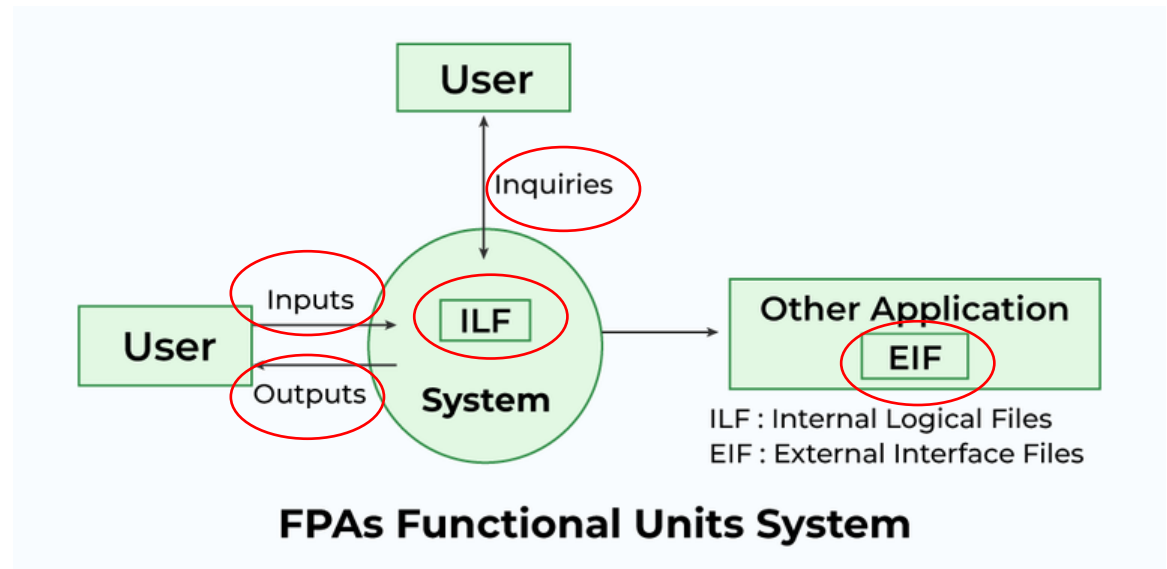 User
Inquiries
Inputs
User
Outputs
ILF
System
Other Application
EIF
ILF : Internal Logical Files
EIF : External Interface Files
FPAs Functional Units System